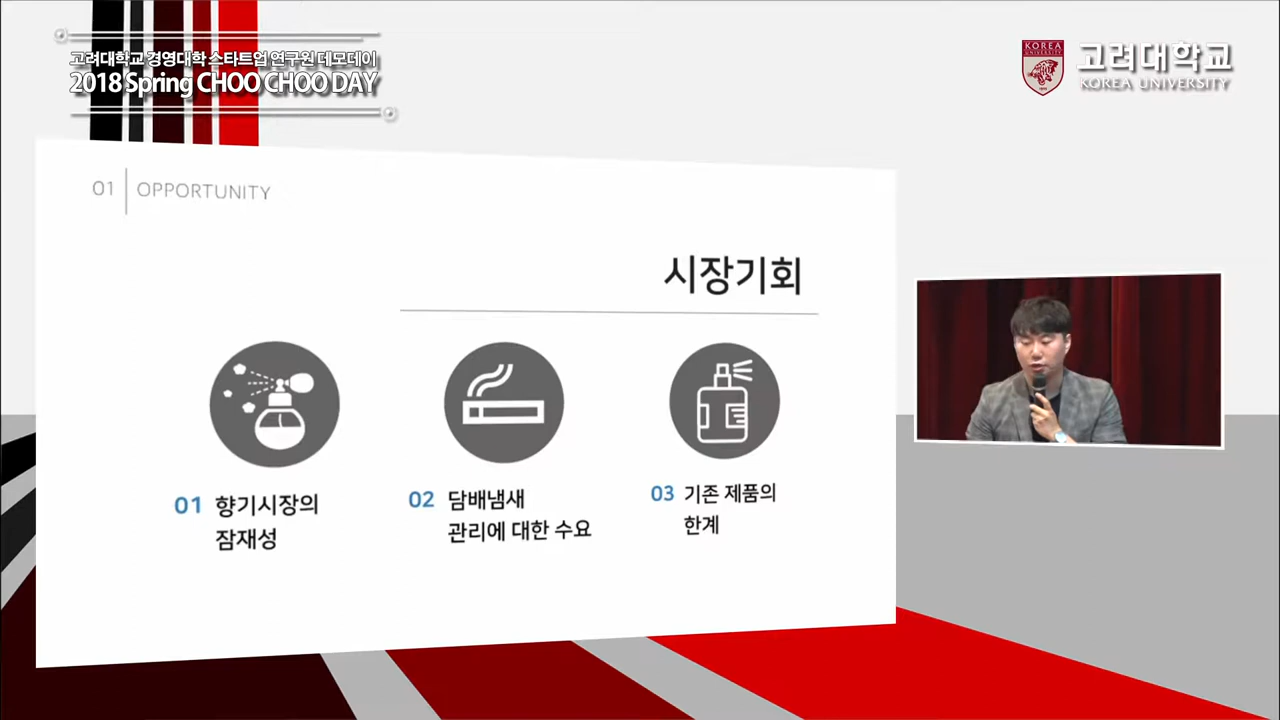 고려대학교 경영대학 스타트업 연구원 데모데이
2018 Spring CHOO CHOO DAY
KOREA
UNIVERSITY
고려대학교
KOREA UNIVERSITY
01 OPPORTUNITY
시장기회
01 향기시장의
잠재성
02 담배냄새
관리에 대한 수요
03 기존 제품의
한계